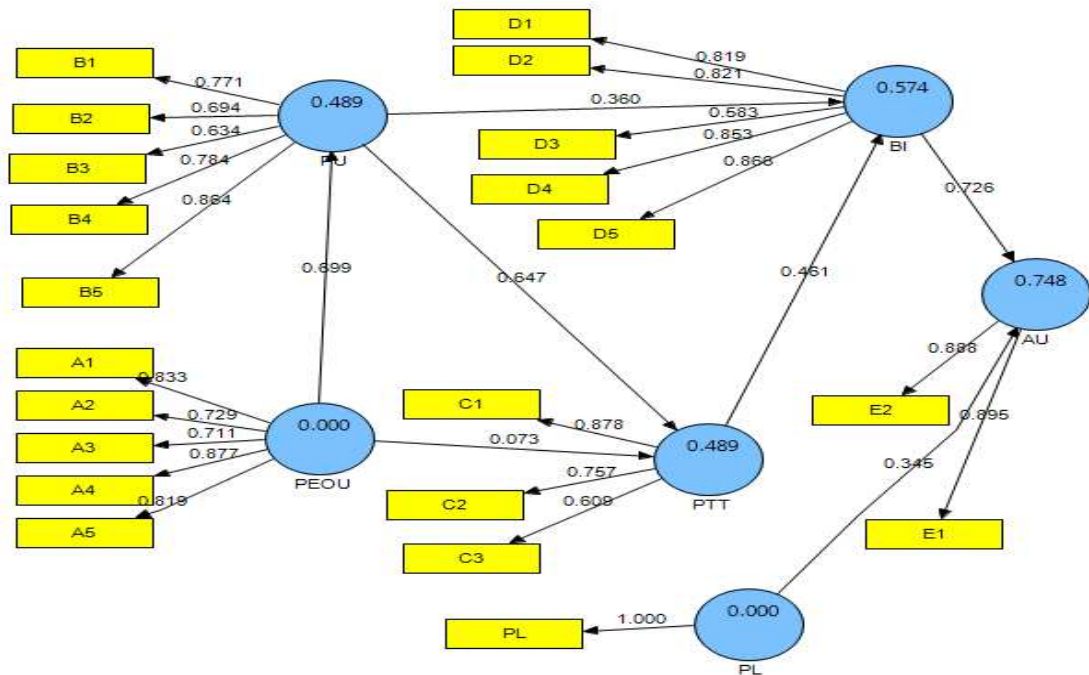 D1
D2
D3
D4
D5
0.819
0.821
0.583
0.853
0.866
0.574
BI
B1
B2
B3
B4
B5
0.771
0.694
0.634
0.784
0.864
0.489
PU
0.360
0.726
0.699
0.647
0.461
0.748
AU
0.888
0.895
E2
E1
A1
A2
A3
A4
A5
0.833
0.729
0.711
0.877
0.819
0.000
PEOU
0.073
C1
C2
C3
0.878
0.757
0.609
0.489
PTT
0.345
PL
1.000
0.000
PL